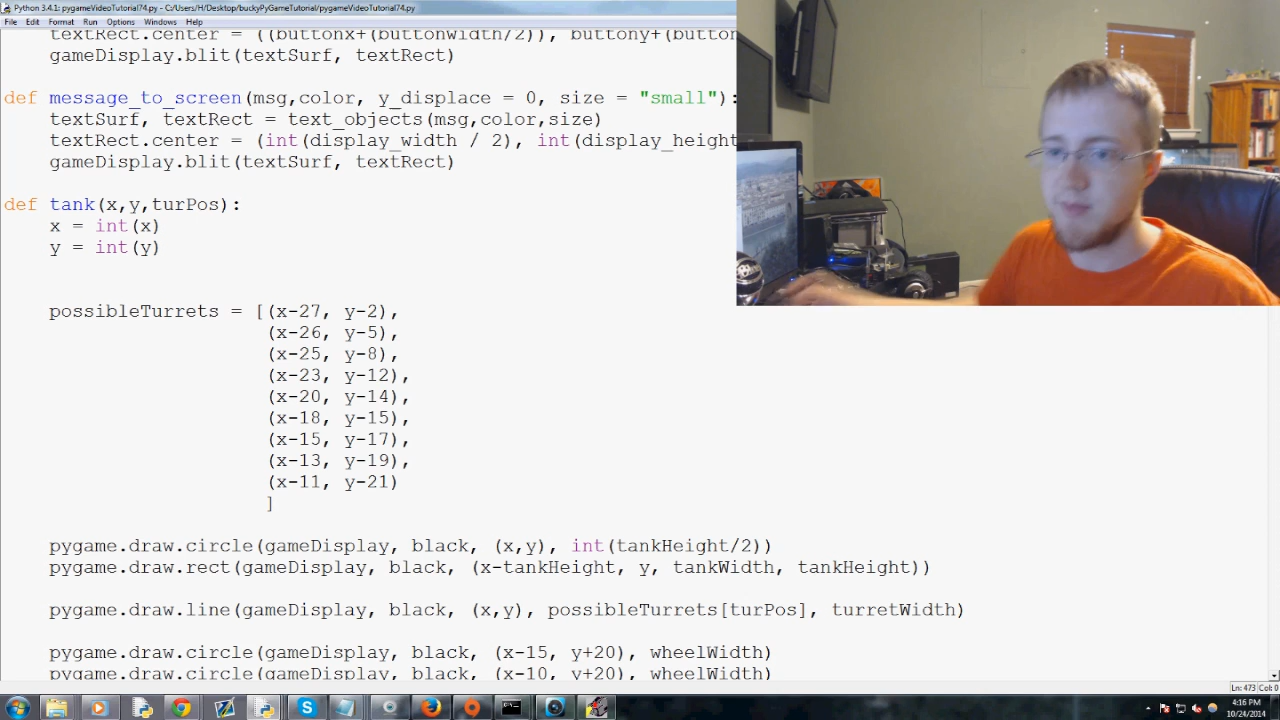 Python 3.4.1: pygameVideoTutorial74.py - C:/Users/H/Desktop/buckyPyGameTutorial/pygameVideoTutorial74.py
File Edit Format Run Options Windows Help
textRect.center = ((buttonx+(buttonwidth/2)), buttony+(button
gameDisplay.blit(textSurf, textRect)
def message_to_screen(msg,color, y_displace = 0, size = "small"):
textSurf, textRect = text_objects(msg,color,size)
textRect.center = (int(display_width / 2), int(display_height
gameDisplay.blit(textSurf, textRect)
def tank(x,y,turPos):
x = int(x)
y = int(y)
possibleTurrets = [(x-27, y-2),
(x-26, y-5),
(x-25, y-8),
(x-23, y-12),
(x-20, y-14),
(x-18, y-15),
(x-15, y-17),
(x-13, y-19),
(x-11, y-21)
]
pygame.draw.circle(gameDisplay, black, (x,y), int(tankHeight/2))
pygame.draw.rect(gameDisplay, black, (x-tankHeight, y, tankWidth, tankHeight))
pygame.draw.line(gameDisplay, black, (x,y), possibleTurrets[turPos], turretWidth)
pygame.draw.circle(gameDisplay, black, (x-15, y+20), wheelWidth)
pygame.draw.circle(gameDisplay, black, (x-10, y+20), wheelWidth)
Ln: 473 Col: 0
4:16 PM
10/24/2014